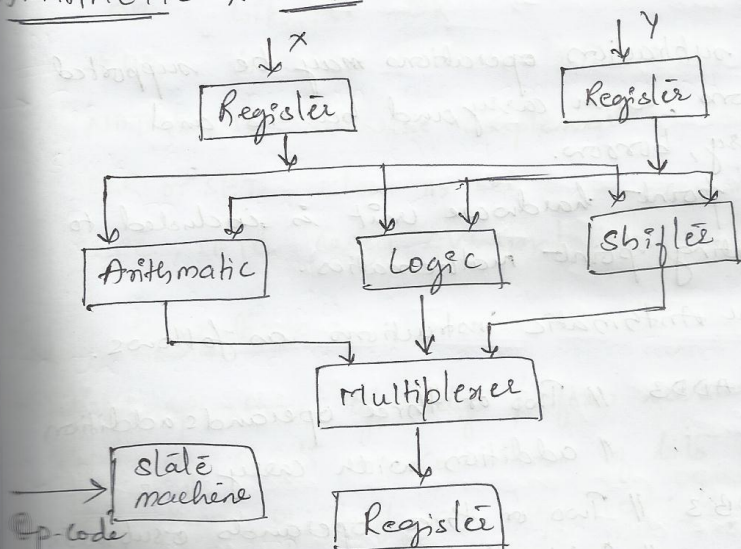 X
Y
Register
Register
Arithmatic
Logic
Shifter
Multiplexer
State
machine
Op-code
Register